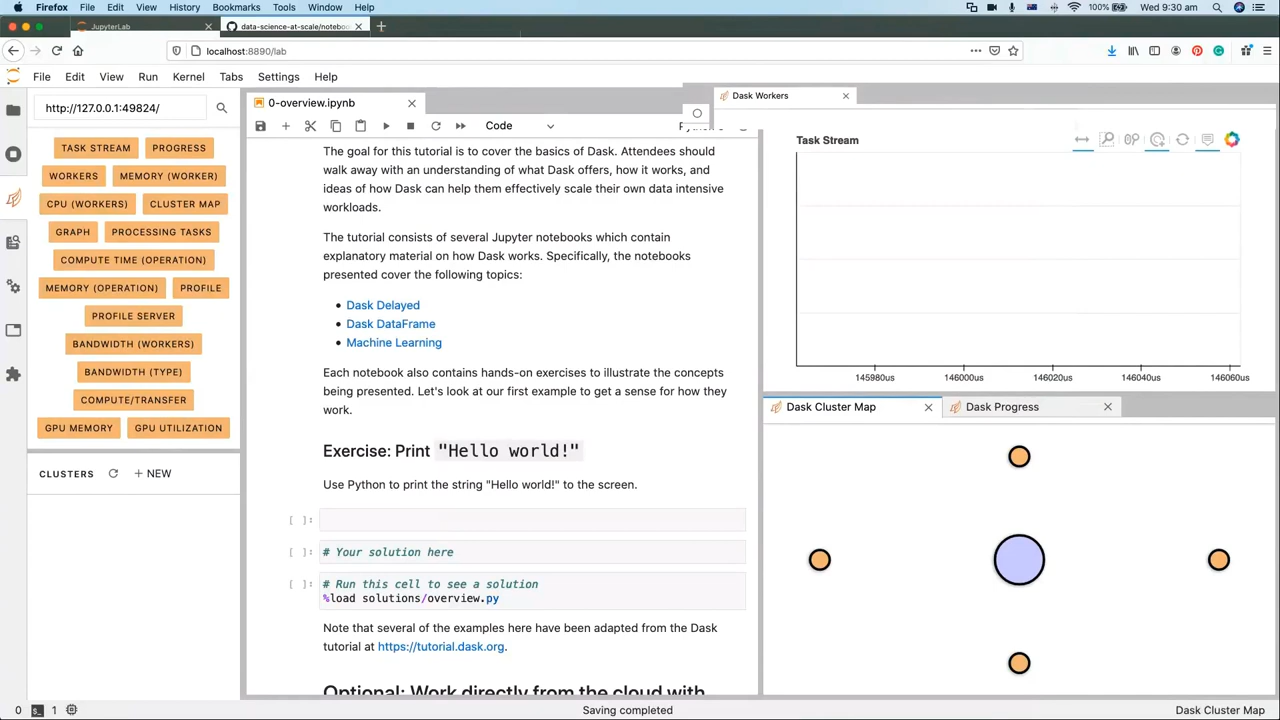 Firefox File Edit View History Bookmarks Tools Window Help
100% Wed 9:30 am
JupyterLab
data-science-at-scale/noteboo
localhost:8890/lab
File Edit View Run Kernel Tabs Settings Help
http://127.0.0.1:49824/
TASK STREAM PROGRESS
WORKERS MEMORY (WORKER)
CPU (WORKERS) CLUSTER MAP
GRAPH PROCESSING TASKS
COMPUTE TIME (OPERATION)
MEMORY (OPERATION) PROFILE
PROFILE SERVER
BANDWIDTH (WORKERS)
BANDWIDTH (TYPE)
COMPUTE/TRANSFER
GPU MEMORY GPU UTILIZATION
CLUSTERS + NEW
0-overview.ipynb
Code
The goal for this tutorial is to cover the basics of Dask. Attendees should
walk away with an understanding of what Dask offers, how it works, and
ideas of how Dask can help them effectively scale their own data intensive
workloads.
The tutorial consists of several Jupyter notebooks which contain
explanatory material on how Dask works. Specifically, the notebooks
presented cover the following topics:
• Dask Delayed
• Dask DataFrame
• Machine Learning
Each notebook also contains hands-on exercises to illustrate the concepts
being presented. Let's look at our first example to get a sense for how they
work.
Exercise: Print "Hello world!"
Use Python to print the string "Hello world!" to the screen.
[ ]:
[ ]: # Your solution here
[ ]: # Run this cell to see a solution
%load solutions/overview.py
Note that several of the examples here have been adapted from the Dask
tutorial at https://tutorial.dask.org.
Optional: Work directly from the cloud with
Dask Workers
Task Stream
145980us 146000us 146020us 146040us 146060us
Dask Cluster Map
Dask Progress
0 1
Saving completed
Dask Cluster Map